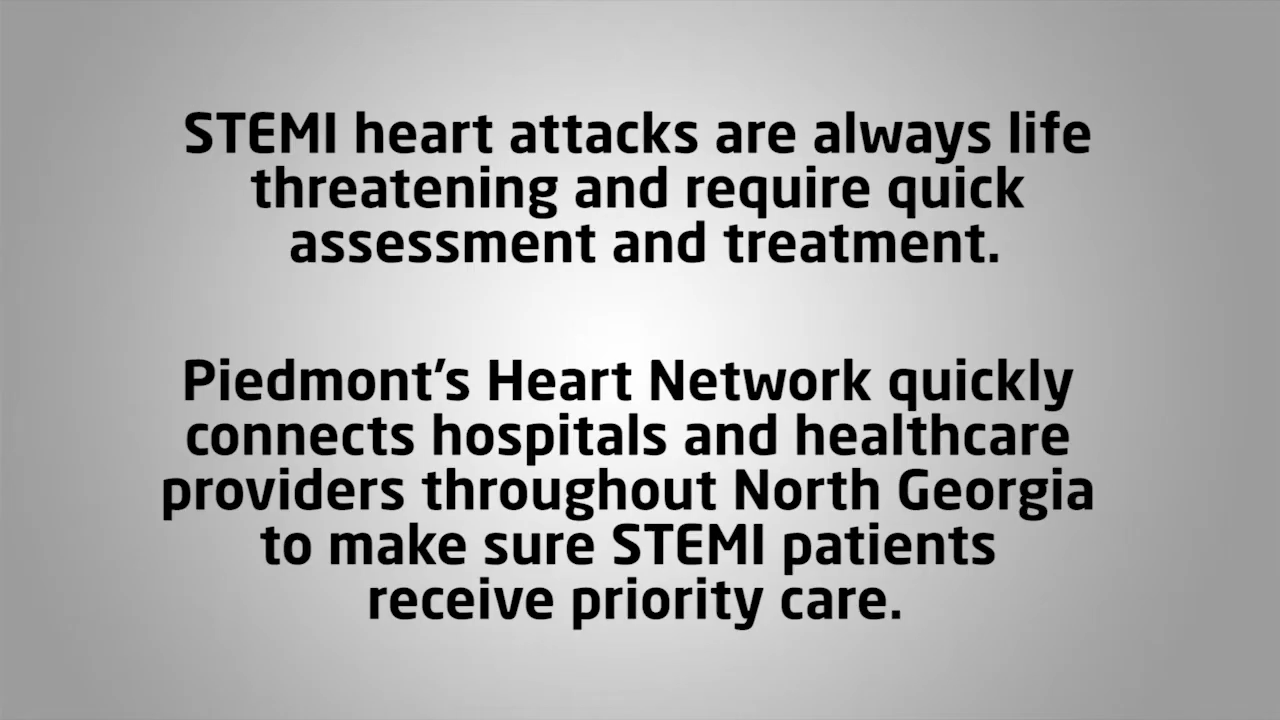 STEMI heart attacks are always life
threatening and require quick
assessment and treatment.
Piedmont’s Heart Network quickly
connects hospitals and healthcare
providers throughout North Georgia
to make sure STEMI patients
receive priority care.